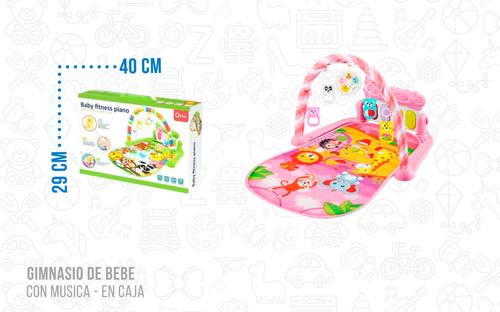 40 CM
29 CM
Baby fitness piano
GIMNASIO DE BEBE
CON MUSICA - EN CAJA